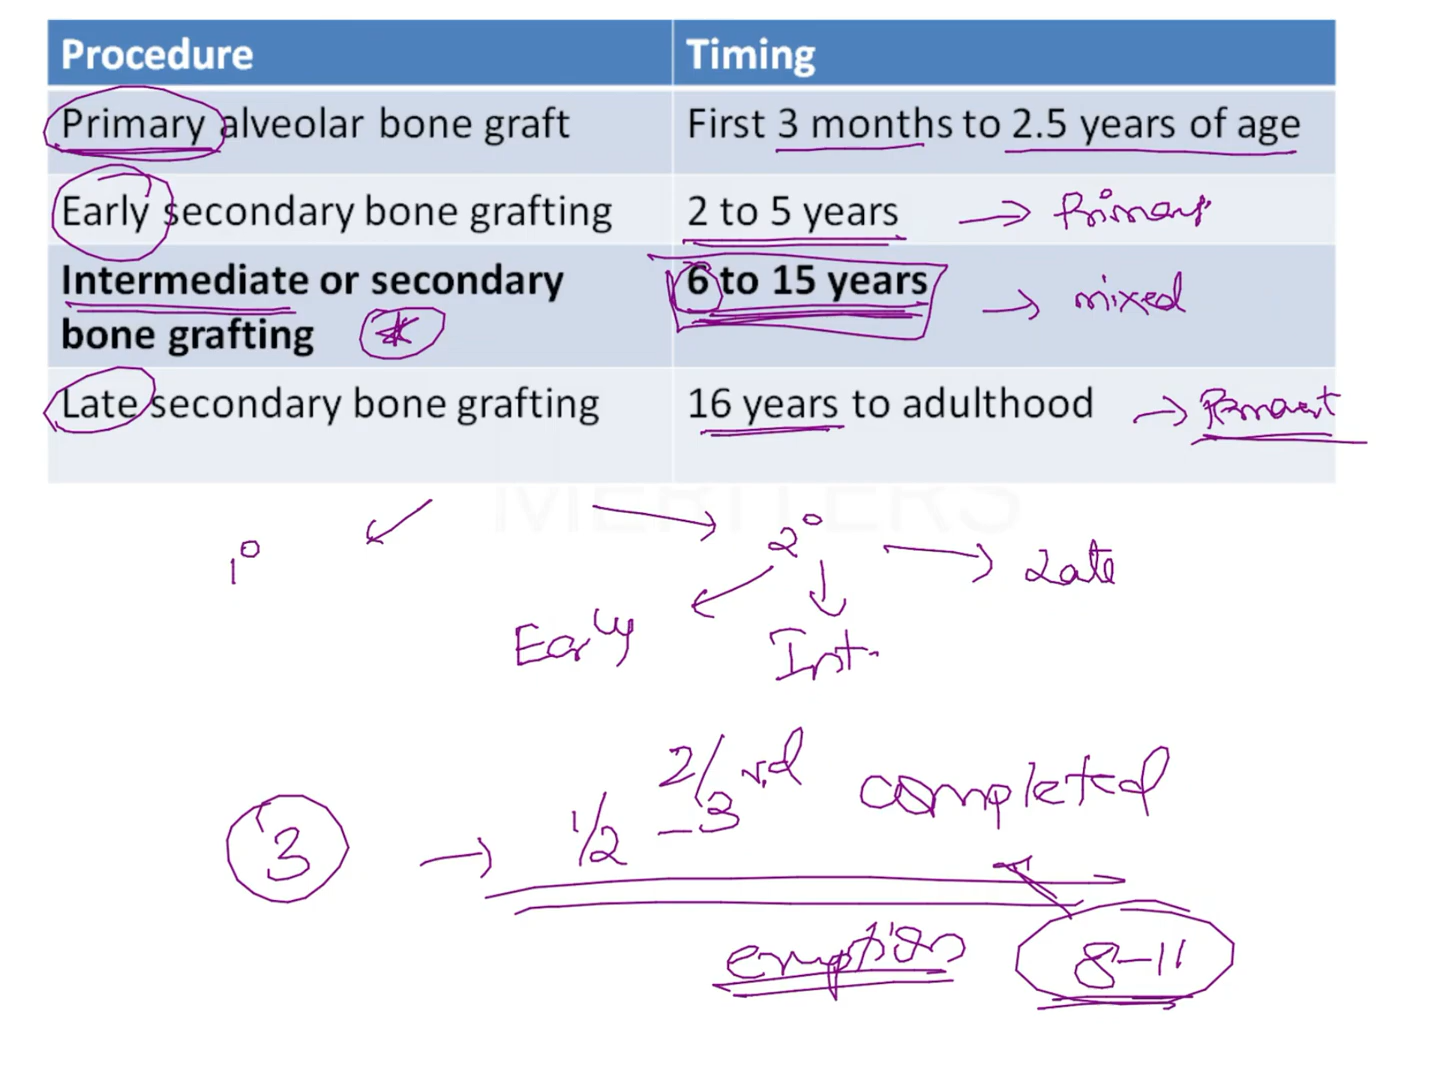 Procedure Timing
Primary alveolar bone graft First 3 months to 2.5 years of age
Early secondary bone grafting 2 to 5 years → Primary
Intermediate or secondary 6 to 15 years → mixed
bone grafting *
Late secondary bone grafting 16 years to adulthood →
MERITERS
1° 2° → Late
Early Int.
3 → 1/2 – 2/3rd completed
eruption 8-11